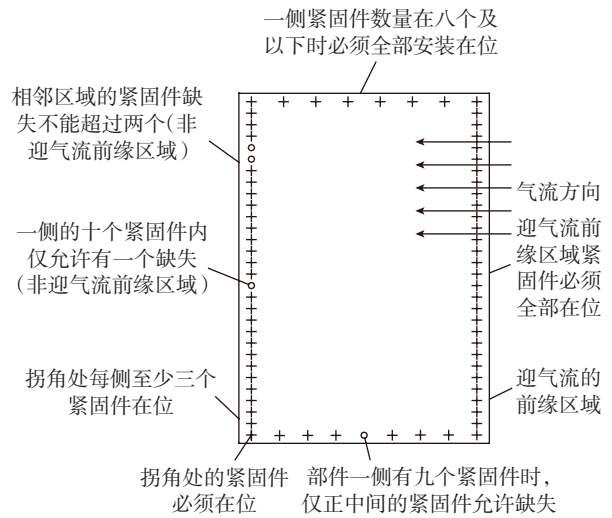 一侧紧固件数量在八个及
以下时必须全部安装在位
相邻区域的紧固件缺
失不能超过两个(非
迎气流前缘区域)
气流方向
一侧的十个紧固件内
仅允许有一个缺失
(非迎气流前缘区域)
迎气流前
缘区域紧
固件必须
全部在位
拐角处每侧至少三个
紧固件在位
迎气流的
前缘区域
拐角处的紧固件
必须在位
部件一侧有九个紧固件时，
仅正中间的紧固件允许缺失